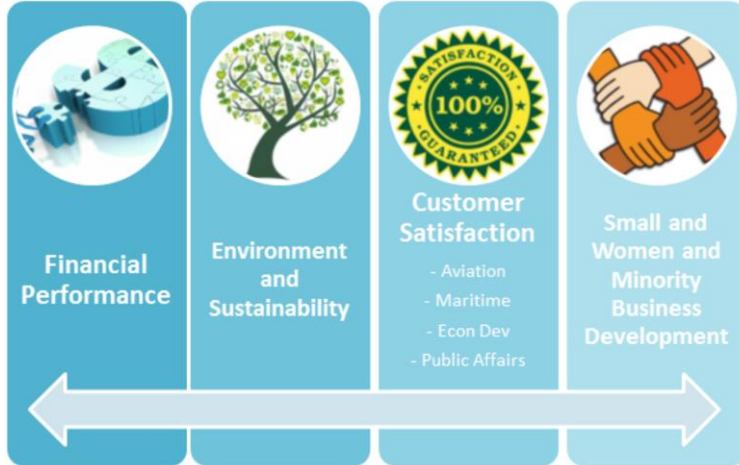 Financial
Performance
Environment
and
Sustainability
SATISFACTION
100%
GUARANTEED
Customer
Satisfaction
- Aviation
- Maritime
- Econ Dev
- Public Affairs
Small and
Women and
Minority
Business
Development